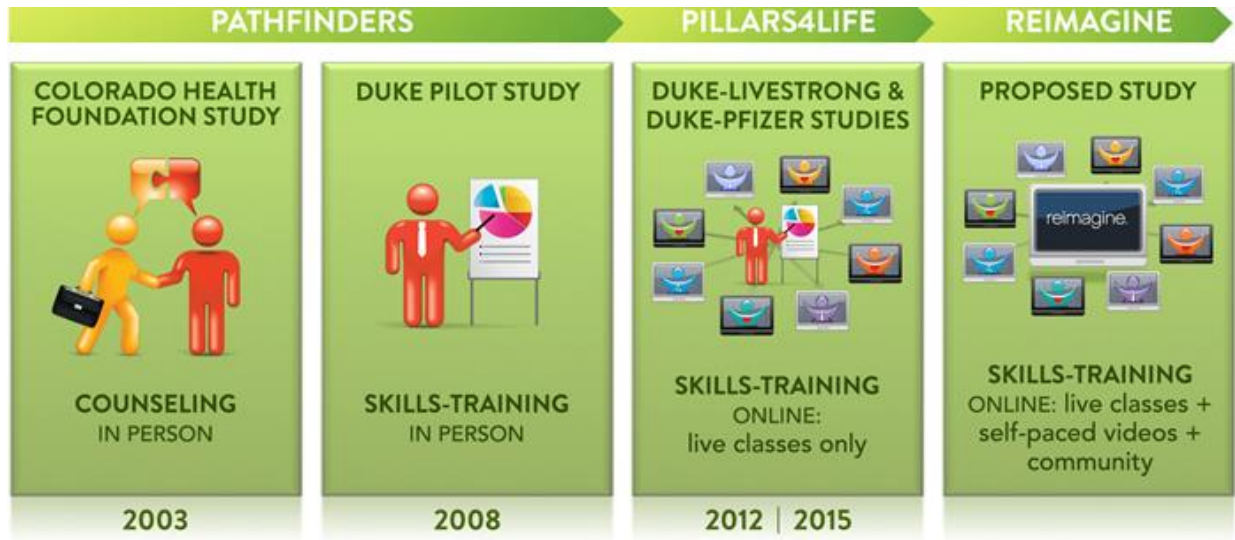 PATHFINDERS
PILLARS4LIFE
REIMAGINE
COLORADO HEALTH
FOUNDATION STUDY
COUNSELING
IN PERSON
2003
DUKE PILOT STUDY
SKILLS-TRAINING
IN PERSON
2008
DUKE-LIVESTRONG &
DUKE-PFIZER STUDIES
SKILLS-TRAINING
ONLINE:
live classes only
2012 | 2015
PROPOSED STUDY
reimagine.
SKILLS-TRAINING
ONLINE: live classes +
self-paced videos +
community